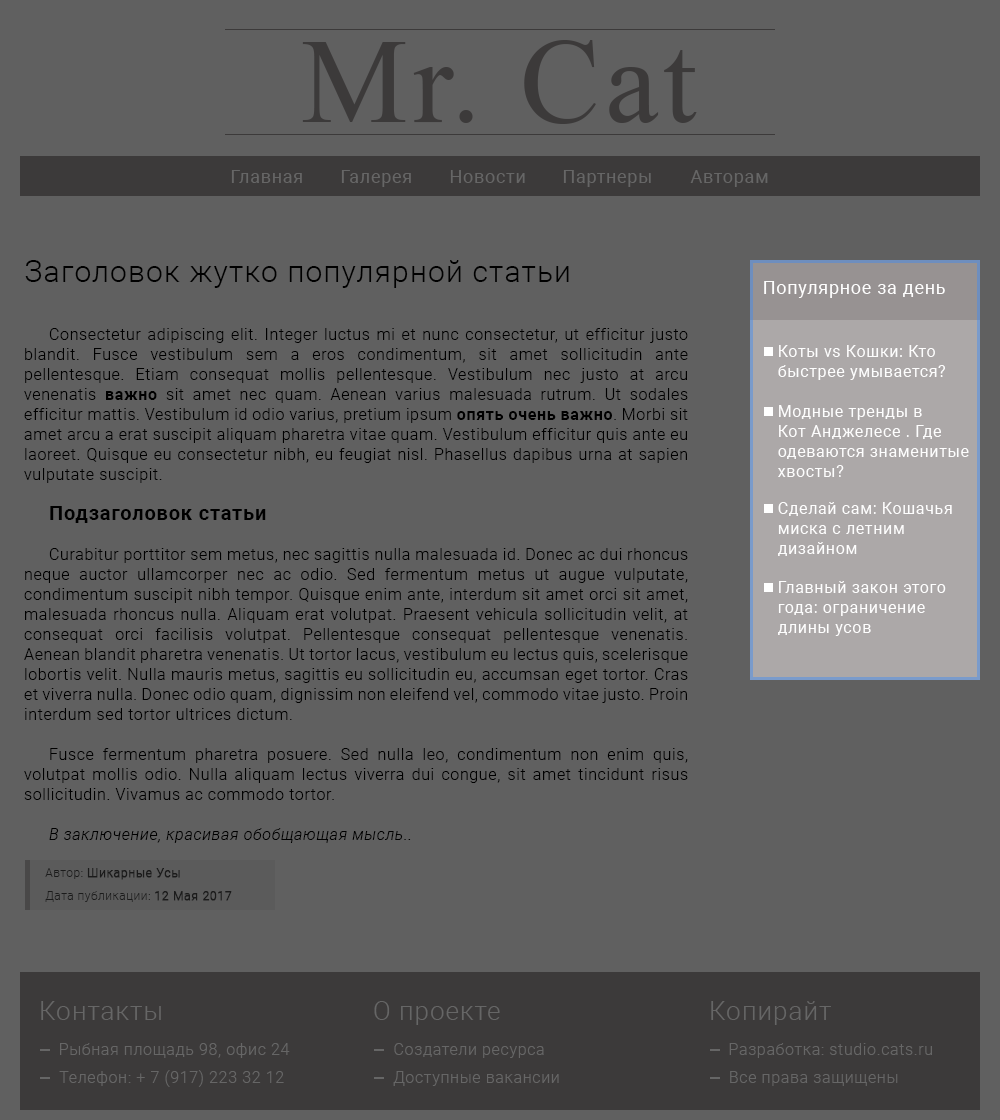 Mr. Cat
Главная Галерея Новости Партнеры Авторам
Заголовок жутко популярной статьи
Consectetur adipiscing elit. Integer luctus mi et nunc consectetur, ut efficitur justo
blandit. Fusce vestibulum sem a eros condimentum, sit amet sollicitudin ante
pellentesque. Etiam consequat mollis pellentesque. Vestibulum nec justo at arcu
venenatis важно sit amet nec quam. Aenean varius malesuada rutrum. Ut sodales
efficitur mattis. Vestibulum id odio varius, pretium ipsum опять очень важно. Morbi sit
amet arcu a erat suscipit aliquam pharetra vitae quam. Vestibulum efficitur quis ante eu
laoreet. Quisque eu consectetur nibh, eu feugiat nisl. Phasellus dapibus urna at sapien
vulputate suscipit.
Подзаголовок статьи
Curabitur porttitor sem metus, nec sagittis nulla malesuada id. Donec ac dui rhoncus
neque auctor ullamcorper nec ac odio. Sed fermentum metus ut augue vulputate,
condimentum suscipit nibh tempor. Quisque enim ante, interdum sit amet orci sit amet,
malesuada rhoncus nulla. Aliquam erat volutpat. Praesent vehicula sollicitudin velit, at
consequat orci facilisis volutpat. Pellentesque consequat pellentesque venenatis.
Aenean blandit pharetra venenatis. Ut tortor lacus, vestibulum eu lectus quis, scelerisque
lobortis velit. Nulla mauris metus, sagittis eu sollicitudin eu, accumsan eget tortor. Cras
et viverra nulla. Donec odio quam, dignissim non eleifend vel, commodo vitae justo. Proin
interdum sed tortor ultrices dictum.
Fusce fermentum pharetra posuere. Sed nulla leo, condimentum non enim quis,
volutpat mollis odio. Nulla aliquam lectus viverra dui congue, sit amet tincidunt risus
sollicitudin. Vivamus ac commodo tortor.
В заключение, красивая обобщающая мысль..
Автор: Шикарные Усы
Дата публикации: 12 Мая 2017
Популярное за день
Коты vs Кошки: Кто
быстрее умывается?
Модные тренды в
Кот Анджелесе . Где
одеваются знаменитые
хвосты?
Сделай сам: Кошачья
миска с летним
дизайном
Главный закон этого
года: ограничение
длины усов
Контакты
— Рыбная площадь 98, офис 24
— Телефон: + 7 (917) 223 32 12
О проекте
— Создатели ресурса
— Доступные вакансии
Копирайт
— Разработка: studio.cats.ru
— Все права защищены